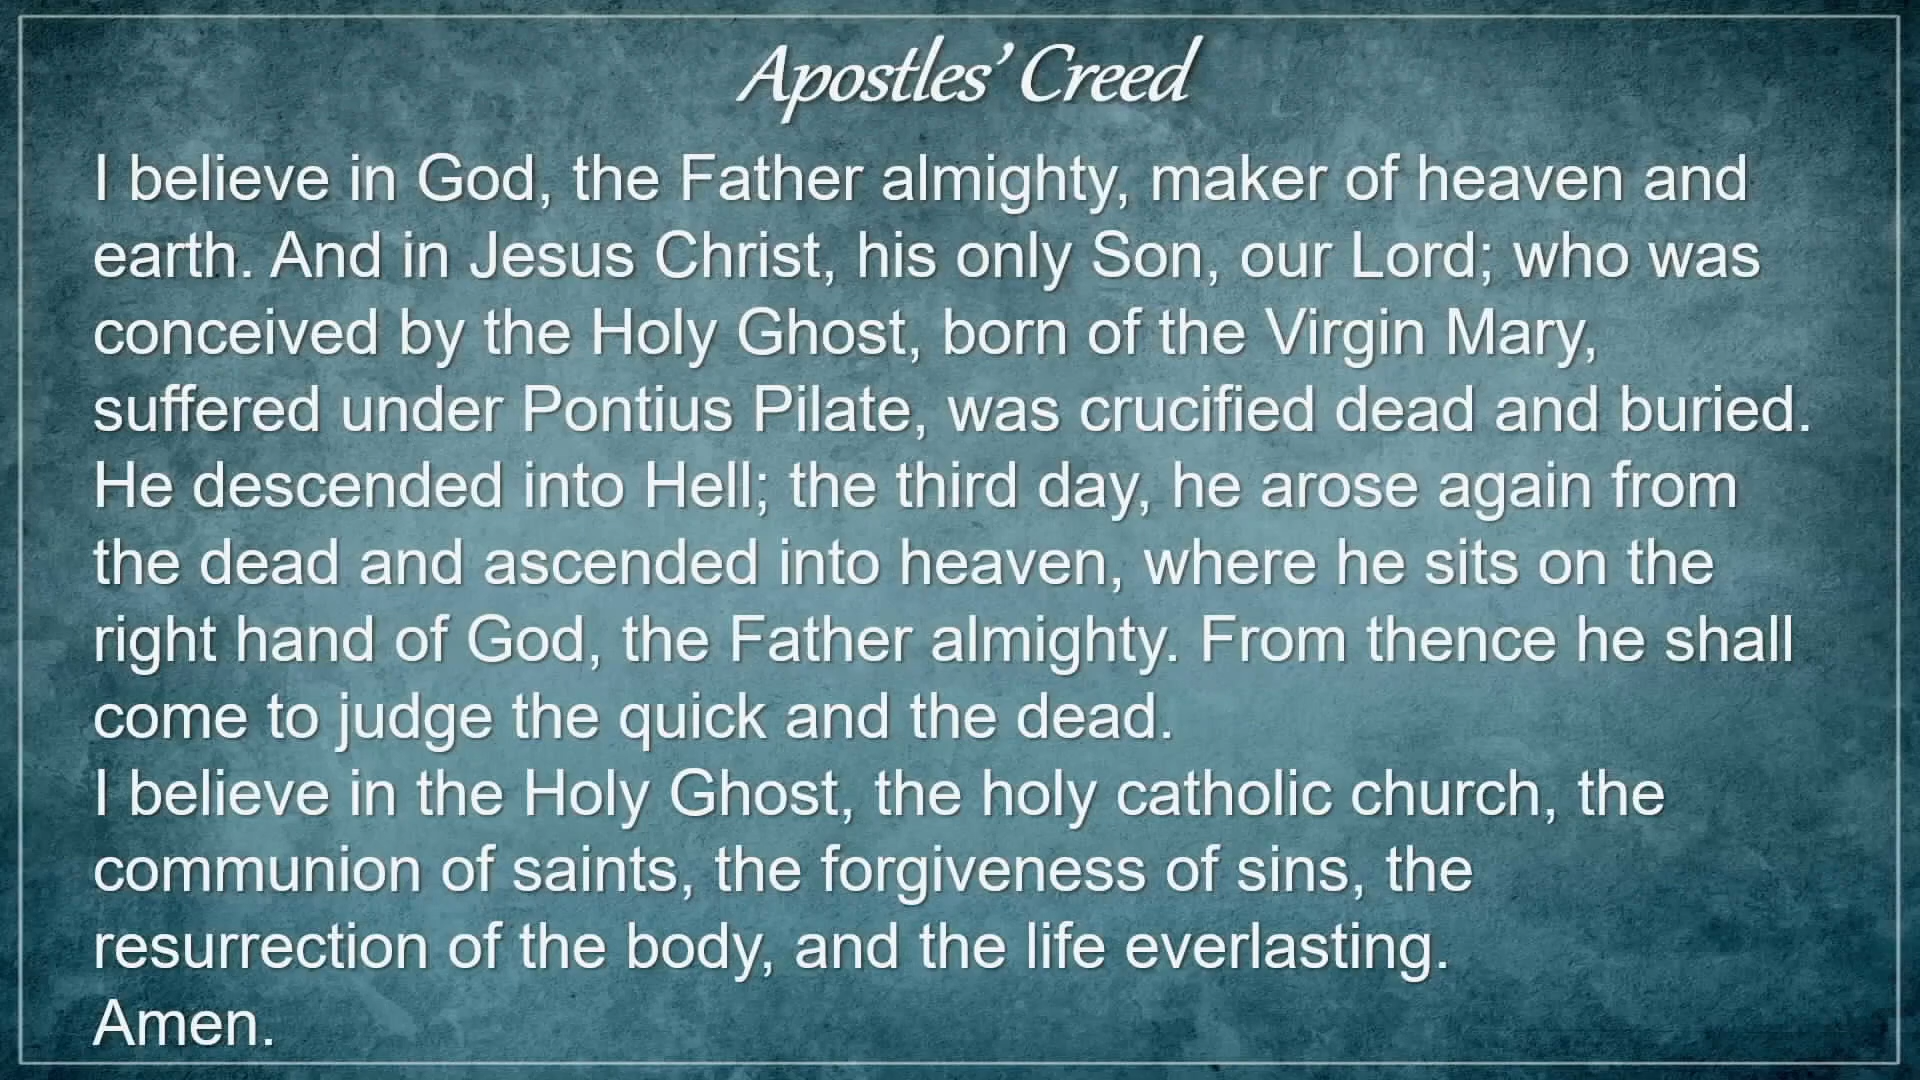 Apostles’ Creed
I believe in God, the Father almighty, maker of heaven and
earth. And in Jesus Christ, his only Son, our Lord; who was
conceived by the Holy Ghost, born of the Virgin Mary,
suffered under Pontius Pilate, was crucified dead and buried.
He descended into Hell; the third day, he arose again from
the dead and ascended into heaven, where he sits on the
right hand of God, the Father almighty. From thence he shall
come to judge the quick and the dead.
I believe in the Holy Ghost, the holy catholic church, the
communion of saints, the forgiveness of sins, the
resurrection of the body, and the life everlasting.
Amen.